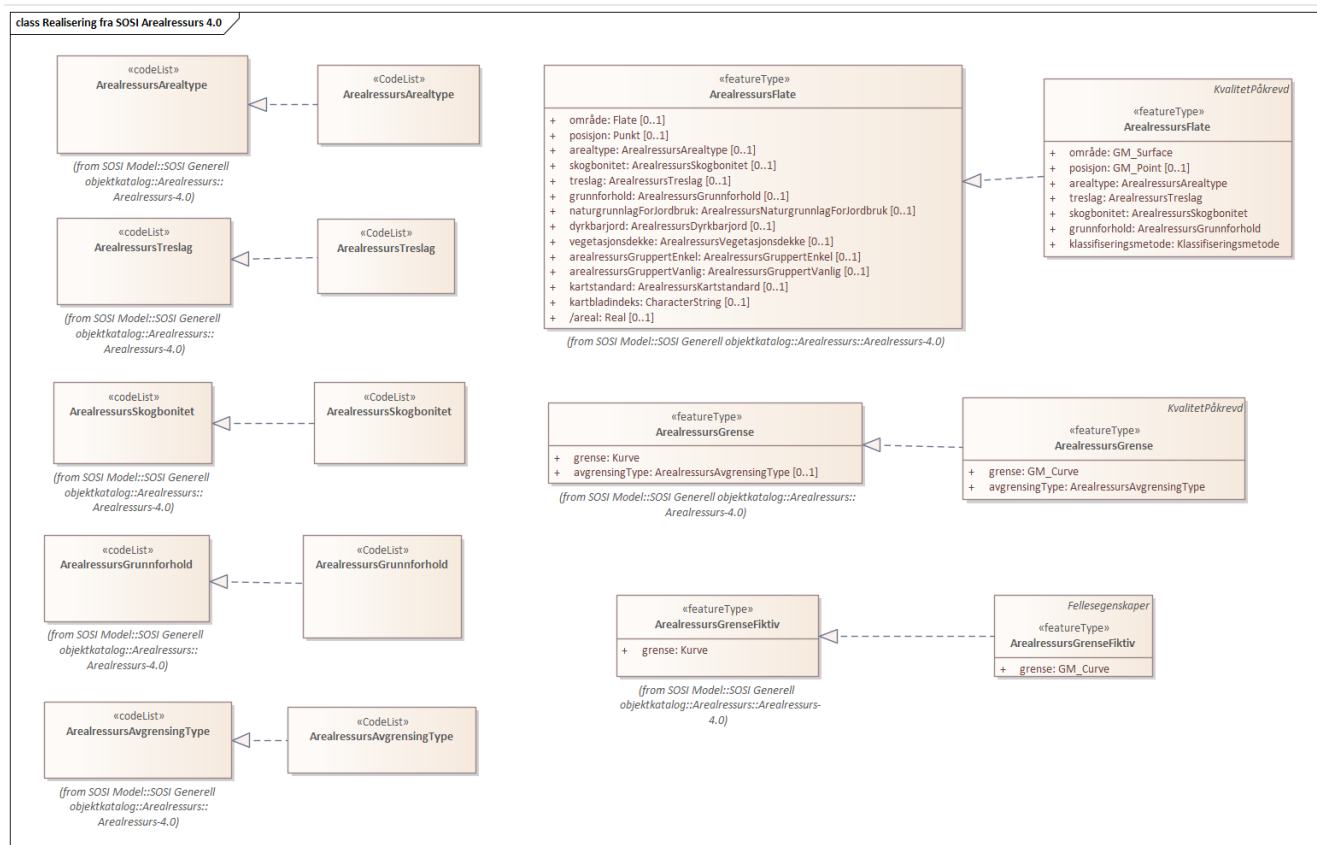 class Realisering fra SOSI Arealressurs 4.0
«codeList»
ArealressursArealtype
(from SOSI Model::SOSI Generell
objektkatalog::Arealressurs::
Arealressurs-4.0)
«CodeList»
ArealressursArealtype
«codeList»
ArealressursTreslag
(from SOSI Model::SOSI Generell
objektkatalog::Arealressurs::
Arealressurs-4.0)
«CodeList»
ArealressursTreslag
«codeList»
ArealressursSkogbonitet
(from SOSI Model::SOSI Generell
objektkatalog::Arealressurs::
Arealressurs-4.0)
«CodeList»
ArealressursSkogbonitet
«codeList»
ArealressursGrunnforhold
(from SOSI Model::SOSI Generell
objektkatalog::Arealressurs::
Arealressurs-4.0)
«CodeList»
ArealressursGrunnforhold
«codeList»
ArealressursAvgrensingType
(from SOSI Model::SOSI Generell
objektkatalog::Arealressurs::
Arealressurs-4.0)
«CodeList»
ArealressursAvgrensingType
«featureType»
ArealressursFlate
+ område: Flate [0..1]
+ posisjon: Punkt [0..1]
+ arealtype: ArealressursArealtype [0..1]
+ skogbonitet: ArealressursSkogbonitet [0..1]
+ treslag: ArealressursTreslag [0..1]
+ grunnforhold: ArealressursGrunnforhold [0..1]
+ naturgrunnlagForJordbruk: ArealressursNaturgrunnlagForJordbruk [0..1]
+ dyrkbarjord: ArealressursDyrkbarjord [0..1]
+ vegetasjonsdekke: ArealressursVegetasjonsdekke [0..1]
+ arealressursGruppertEnkel: ArealressursGruppertEnkel [0..1]
+ arealressursGruppertVanlig: ArealressursGruppertVanlig [0..1]
+ kartstandard: ArealressursKartstandard [0..1]
+ kartbladindeks: CharacterString [0..1]
+ /areal: Real [0..1]
(from SOSI Model::SOSI Generell objektkatalog::Arealressurs::Arealressurs-4.0)
KvalitetPåkrevd
«featureType»
ArealressursFlate
+ område: GM_Surface
+ posisjon: GM_Point [0..1]
+ arealtype: ArealressursArealtype
+ treslag: ArealressursTreslag
+ skogbonitet: ArealressursSkogbonitet
+ grunnforhold: ArealressursGrunnforhold
+ klassifiseringsmetode: Klassifiseringsmetode
«featureType»
ArealressursGrense
+ grense: Kurve
+ avgrensingType: ArealressursAvgrensingType [0..1]
(from SOSI Model::SOSI Generell objektkatalog::Arealressurs::
Arealressurs-4.0)
KvalitetPåkrevd
«featureType»
ArealressursGrense
+ grense: GM_Curve
+ avgrensingType: ArealressursAvgrensingType
«featureType»
ArealressursGrenseFiktiv
+ grense: Kurve
(from SOSI Model::SOSI Generell
objektkatalog::Arealressurs::Arealressurs-
4.0)
Fellesegenskaper
«featureType»
ArealressursGrenseFiktiv
+ grense: GM_Curve